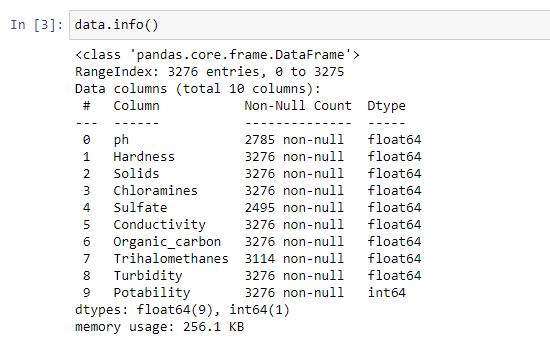 In [3]: data.info()
<class 'pandas.core.frame.DataFrame'>
RangeIndex: 3276 entries, 0 to 3275
Data columns (total 10 columns):
 #   Column           Non-Null Count  Dtype
---  ------           --------------  -----
 0   ph               2785 non-null   float64
 1   Hardness         3276 non-null   float64
 2   Solids           3276 non-null   float64
 3   Chloramines      3276 non-null   float64
 4   Sulfate          2495 non-null   float64
 5   Conductivity     3276 non-null   float64
 6   Organic_carbon   3276 non-null   float64
 7   Trihalomethanes  3114 non-null   float64
 8   Turbidity        3276 non-null   float64
 9   Potability       3276 non-null   int64
dtypes: float64(9), int64(1)
memory usage: 256.1 KB